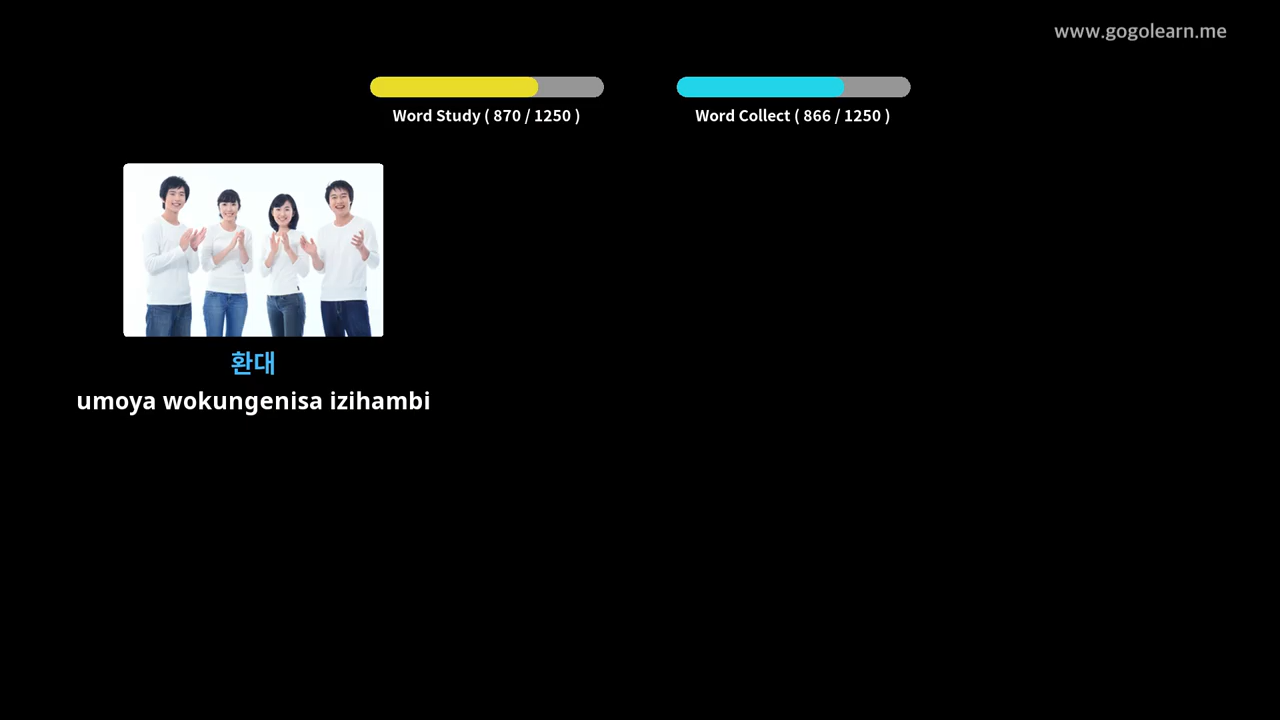 www.gogolearn.me
Word Study ( 870 / 1250 )
Word Collect ( 866 / 1250 )
환대
umoya wokungenisa izihambi